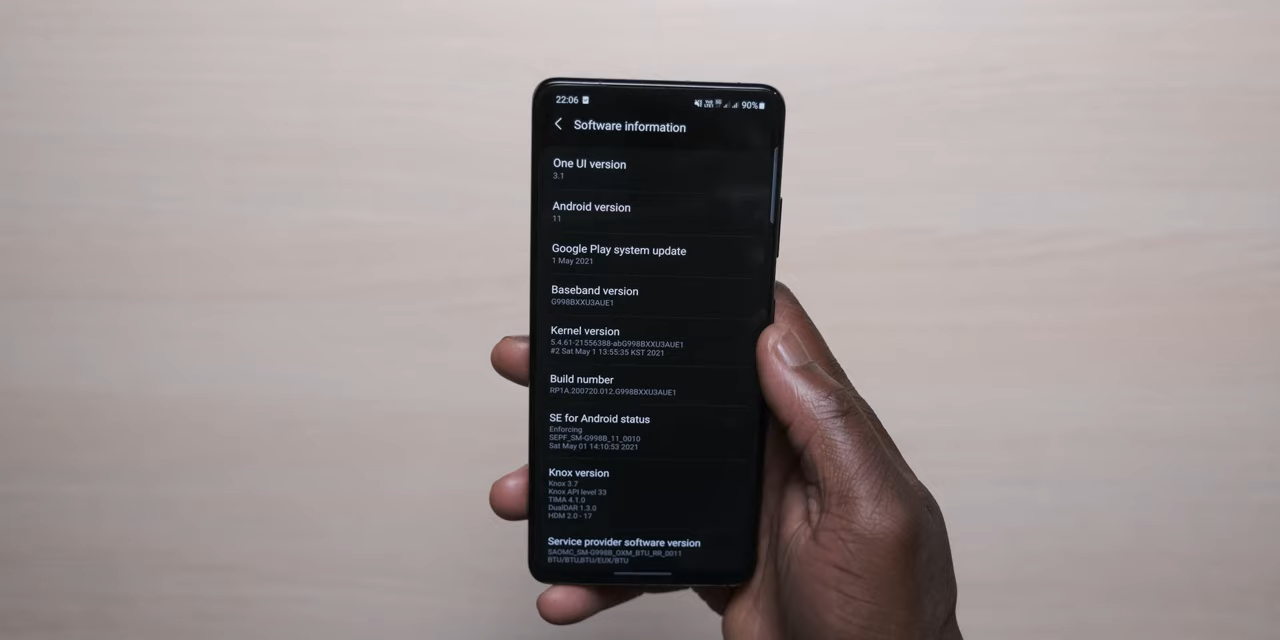 22:06
90%
Software information
One UI version
3.1
Android version
11
Google Play system update
1 May 2021
Baseband version
G998BXXU3AUE1
Kernel version
5.4.61-21556388-abG998BXXU3AUE1
#2 Sat May 1 13:55:35 KST 2021
Build number
RP1A.200720.012.G998BXXU3AUE1
SE for Android status
Enforcing
SEPF_SM-G998B_11_0010
Sat May 01 14:10:53 2021
Knox version
Knox 3.7
Knox API level 33
TIMA 4.1.0
DualDAR 1.3.0
HDM 2.0 - 17
Service provider software version
SAOMC_SM-G998B_OXM_BTU_RR_0011
BTU/BTU,BTU/EUX/BTU